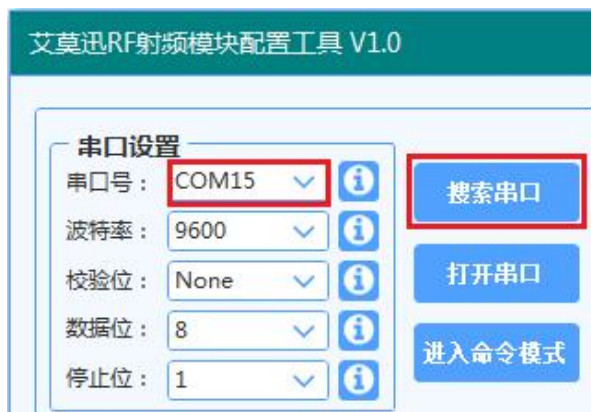 艾莫迅RF射频模块配置工具 V1.0
串口设置
串口号： COM15
搜索串口
波特率： 9600
校验位： None
打开串口
数据位： 8
进入命令模式
停止位： 1